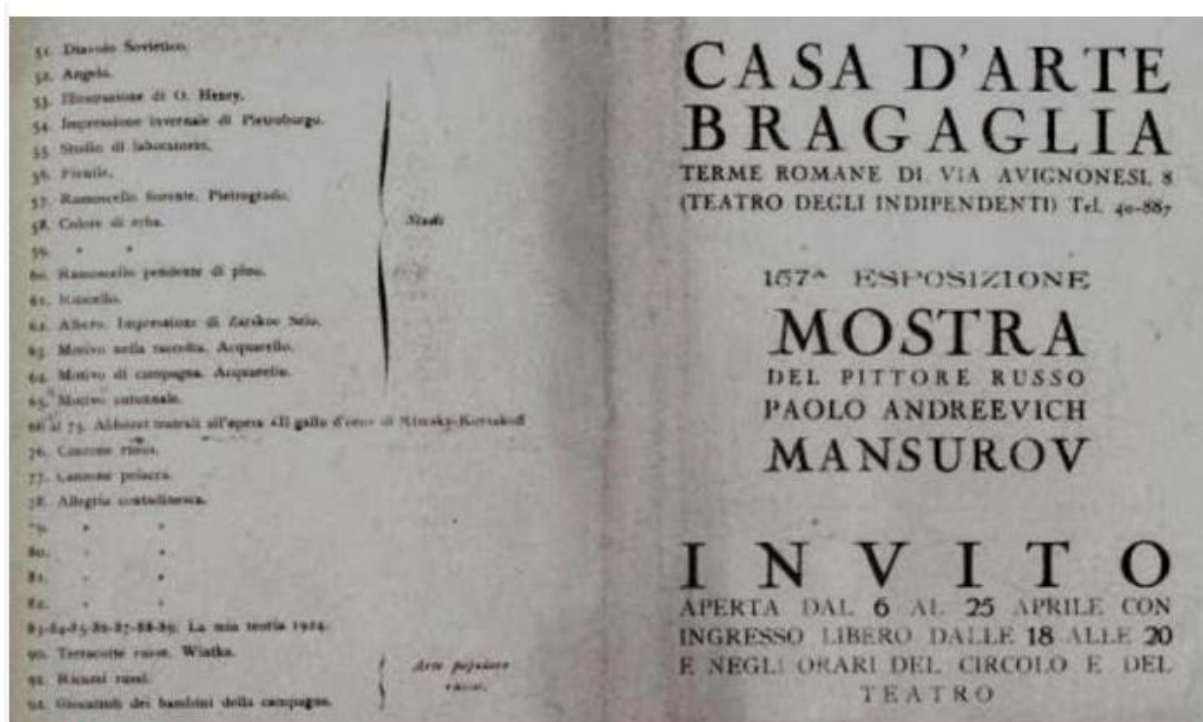 51. Diavolo Sovietico.
52. Angelo.
53. Illustrazione di O. Henry.
54. Impressione invernale di Pietroburgo.
55. Studio di laboratorio.
56. Fienile.
57. Ramoscello fiorente. Pietrogrado.
58. Colore di erba.
59. " "
60. Ramoscello pendente di pino.
61. Ruscello.
62. Albero. Impressione di Zarskoe Selo.
63. Motivo nella raccolta. Acquarello.
64. Motivo di campagna. Acquarello.
65. Motivo autunnale.
Studi
66 al 75. Abbozzi teatrali all'opera «Il gallo d'oro» di Rimsky-Korsakoff
76. Canzone russa.
77. Canzone polacca.
78. Allegria contadinesca.
79. " "
80. " "
81. " "
82. " "
83-84-85-86-87-88-89. La mia teoria 1924.
90. Terracotte russe. Wiatka.
91. Ricami russi.
92. Giocattoli dei bambini della campagna.
Arte popolare
russa.
CASA D'ARTE
BRAGAGLIA
TERME ROMANE DI VIA AVIGNONESI, 8
(TEATRO DEGLI INDIPENDENTI) Tel. 40-887
157ᴬ ESPOSIZIONE
MOSTRA
DEL PITTORE RUSSO
PAOLO ANDREEVICH
MANSUROV
INVITO
APERTA DAL 6 AL 25 APRILE CON
INGRESSO LIBERO DALLE 18 ALLE 20
E NEGLI ORARI DEL CIRCOLO E DEL
TEATRO